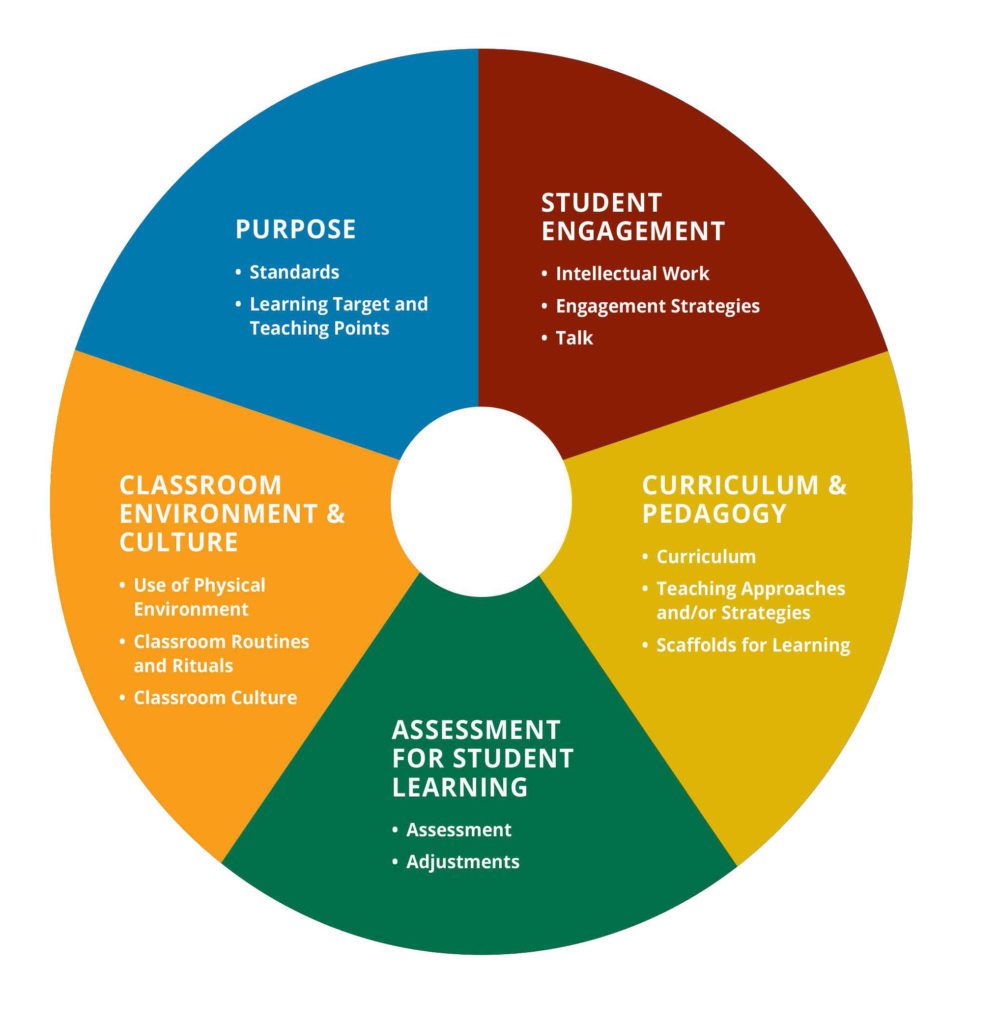 PURPOSE
• Standards
• Learning Target and
Teaching Points
STUDENT
ENGAGEMENT
• Intellectual Work
• Engagement Strategies
• Talk
CURRICULUM &
PEDAGOGY
• Curriculum
• Teaching Approaches
and/or Strategies
• Scaffolds for Learning
ASSESSMENT
FOR STUDENT
LEARNING
• Assessment
• Adjustments
CLASSROOM
ENVIRONMENT &
CULTURE
• Use of Physical
Environment
• Classroom Routines
and Rituals
• Classroom Culture